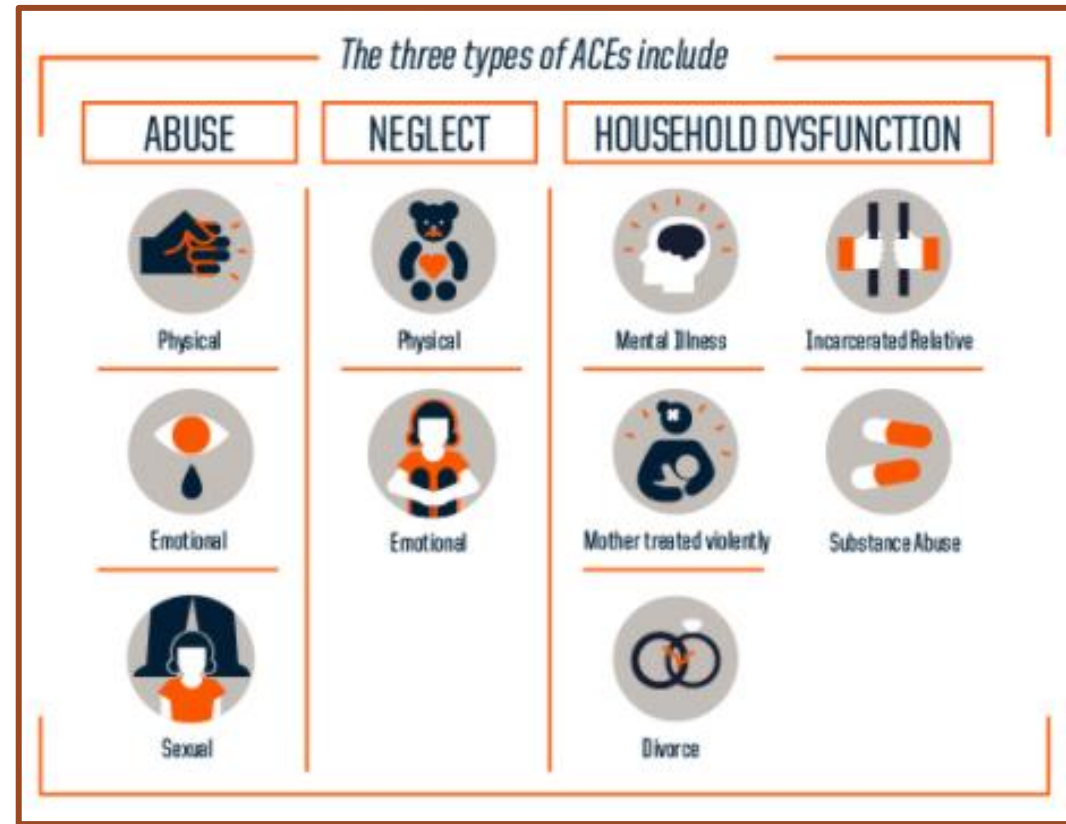 The three types of ACEs include
ABUSE
NEGLECT
HOUSEHOLD DYSFUNCTION
Physical
Physical
Mental Illness
Incarcerated Relative
Emotional
Emotional
Mother treated violently
Substance Abuse
Sexual
Divorce